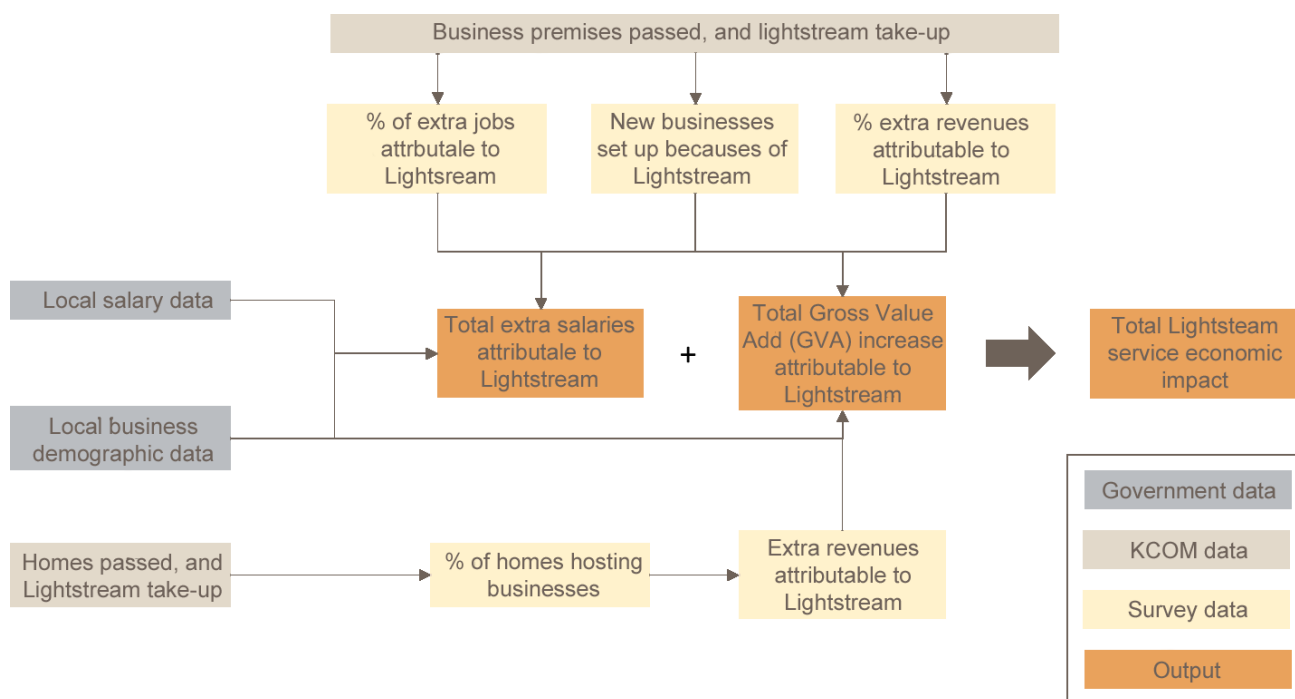 Business premises passed, and lightstream take-up
% of extra jobs
attrbutale to
Lightsream
New businesses
set up becauses of
Lightstream
% extra revenues
attributable to
Lightstream
Local salary data
Total extra salaries
attributale to
Lightstream
+
Total Gross Value
Add (GVA) increase
attributable to
Lightstream
Total Lightsteam
service economic
impact
Local business
demographic data
Homes passed, and
Lightstream take-up
% of homes hosting
businesses
Extra revenues
attributable to
Lightstream
Government data
KCOM data
Survey data
Output